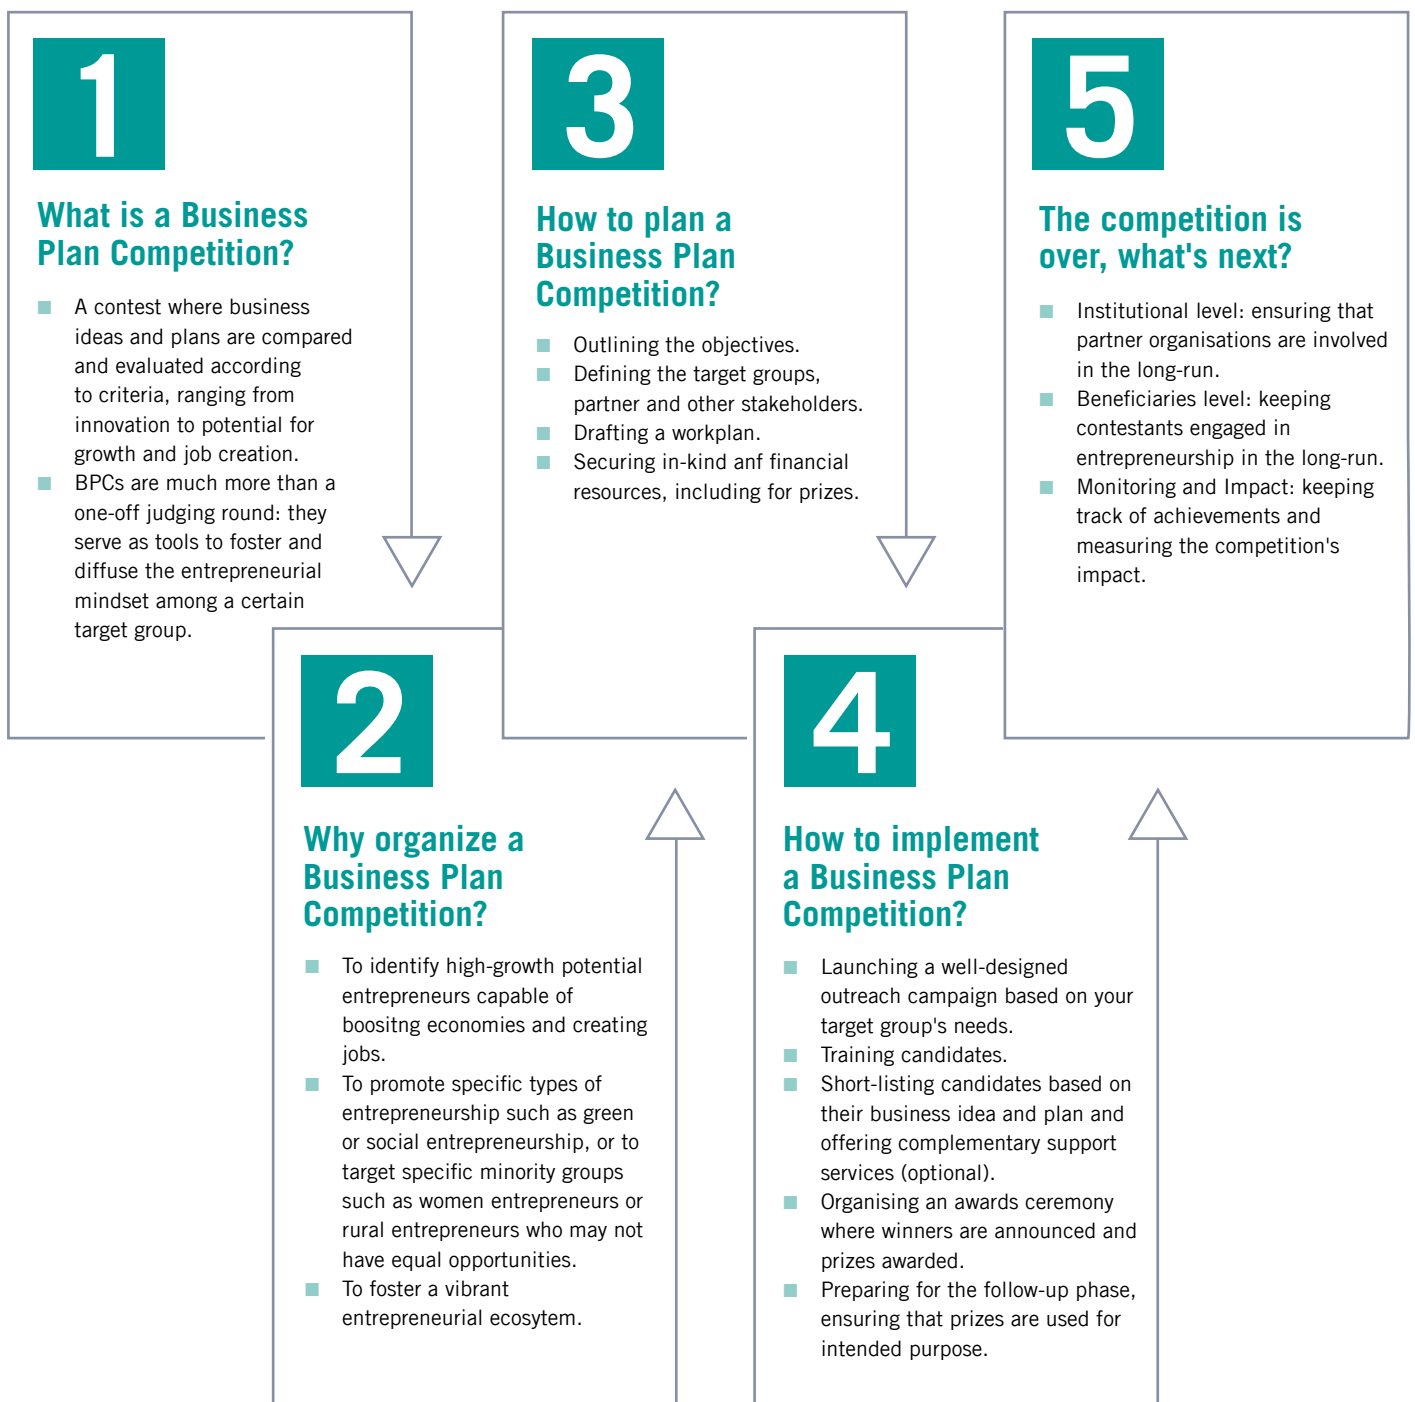 1
What is a Business
Plan Competition?
■ A contest where business
ideas and plans are compared
and evaluated according
to criteria, ranging from
innovation to potential for
growth and job creation.
■ BPCs are much more than a
one-off judging round: they
serve as tools to foster and
diffuse the entrepreneurial
mindset among a certain
target group.
2
Why organize a
Business Plan
Competition?
■ To identify high-growth potential
entrepreneurs capable of
boositng economies and creating
jobs.
■ To promote specific types of
entrepreneurship such as green
or social entrepreneurship, or to
target specific minority groups
such as women entrepreneurs or
rural entrepreneurs who may not
have equal opportunities.
■ To foster a vibrant
entrepreneurial ecosytem.
3
How to plan a
Business Plan
Competition?
■ Outlining the objectives.
■ Defining the target groups,
partner and other stakeholders.
■ Drafting a workplan.
■ Securing in-kind anf financial
resources, including for prizes.
4
How to implement
a Business Plan
Competition?
■ Launching a well-designed
outreach campaign based on your
target group's needs.
■ Training candidates.
■ Short-listing candidates based on
their business idea and plan and
offering complementary support
services (optional).
■ Organising an awards ceremony
where winners are announced and
prizes awarded.
■ Preparing for the follow-up phase,
ensuring that prizes are used for
intended purpose.
5
The competition is
over, what's next?
■ Institutional level: ensuring that
partner organisations are involved
in the long-run.
■ Beneficiaries level: keeping
contestants engaged in
entrepreneurship in the long-run.
■ Monitoring and Impact: keeping
track of achievements and
measuring the competition's
impact.